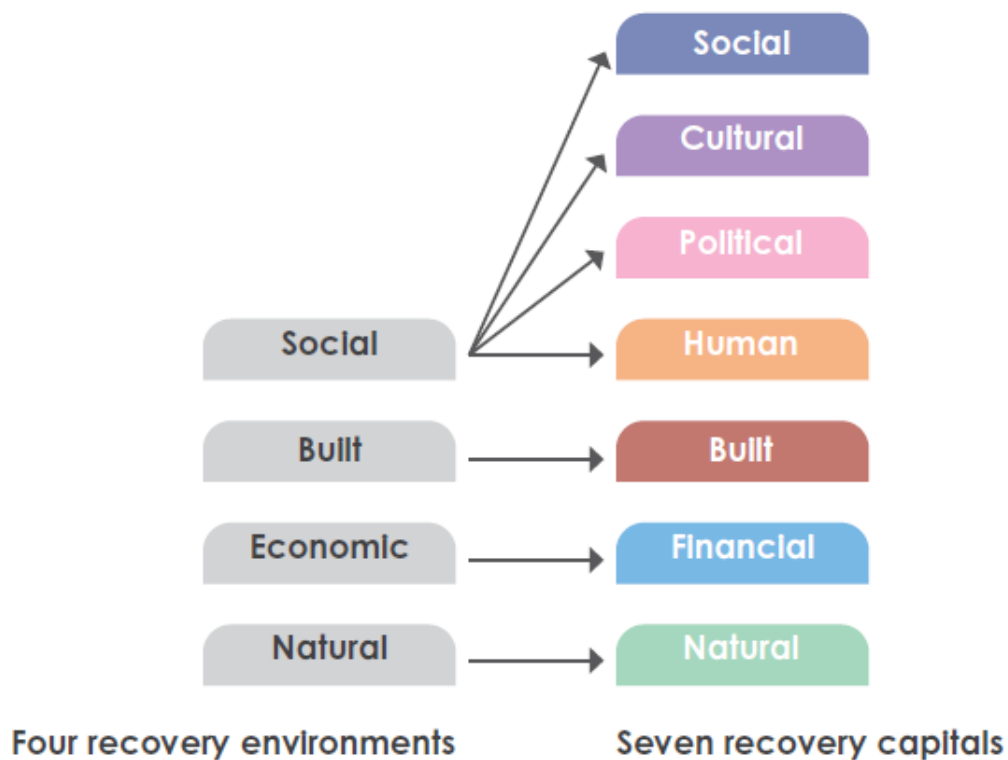 Social
Cultural
Political
Social
Human
Built
Built
Economic
Financial
Natural
Natural
Four recovery environments
Seven recovery capitals